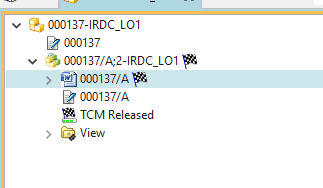 000137-IRDC_LO1
000137
000137/A;2-IRDC_LO1
000137/A
000137/A
TCM Released
View